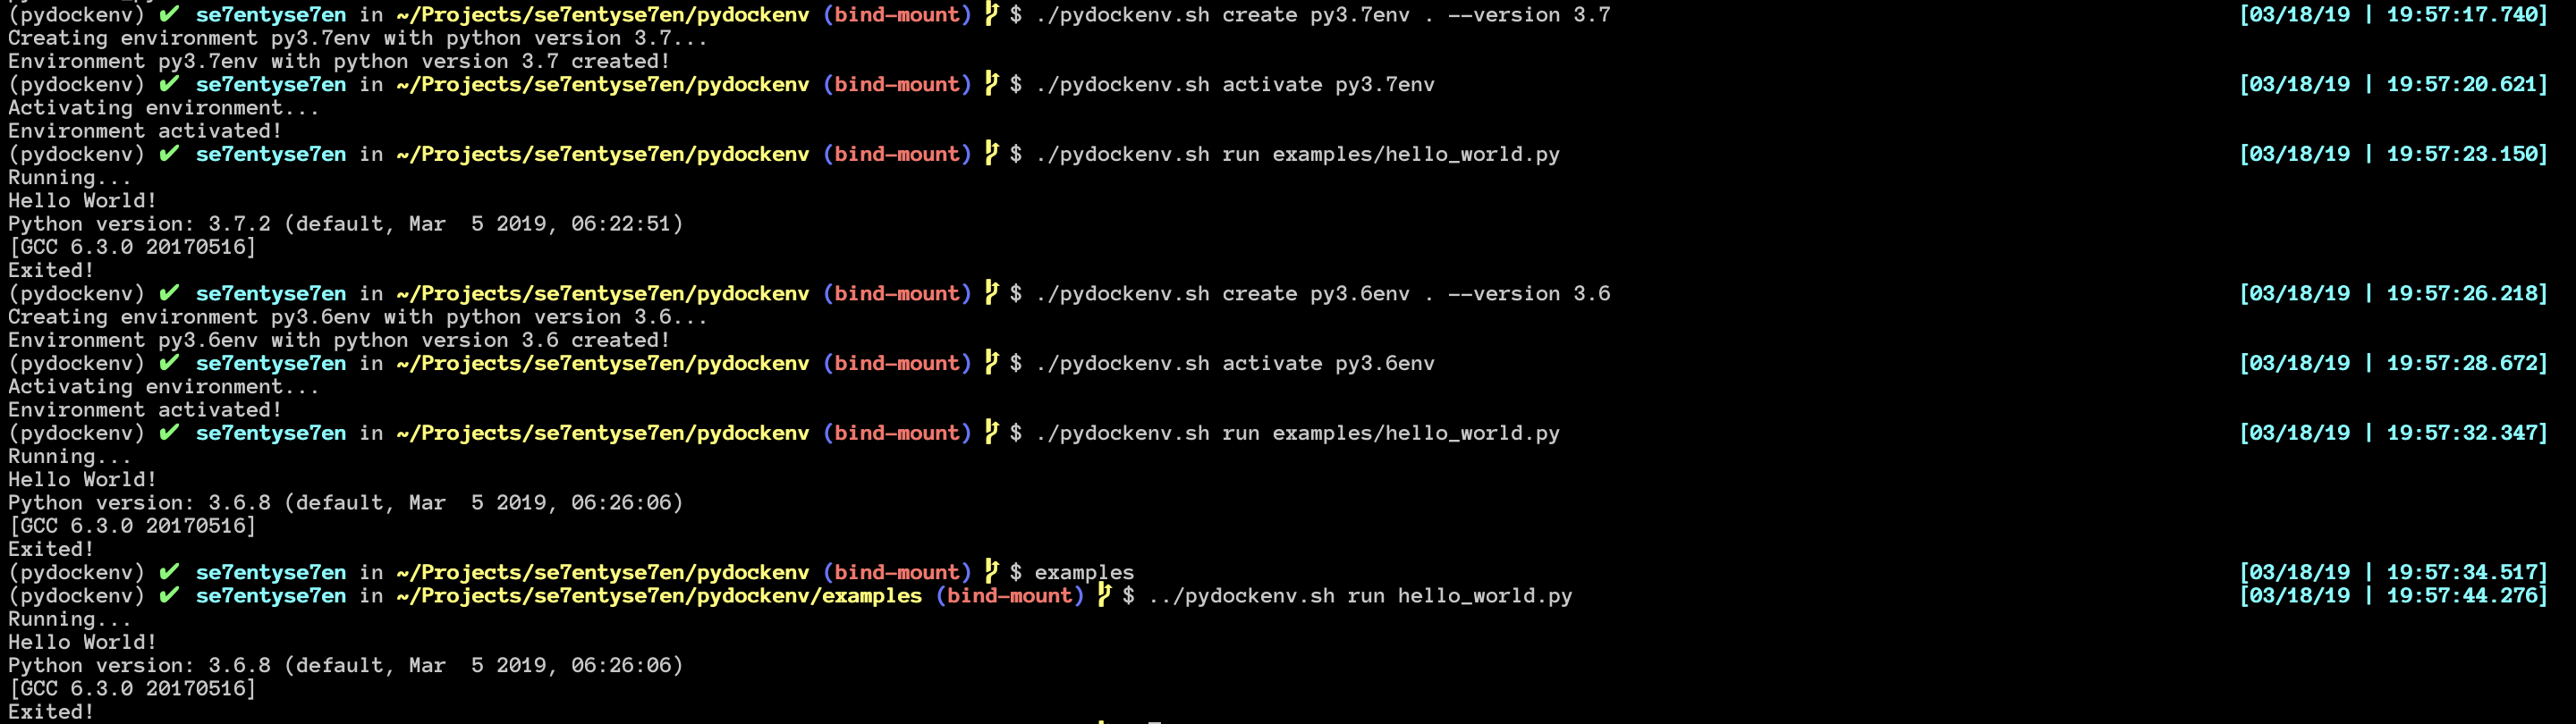 (pydockenv) ✔ se7entyse7en in ~/Projects/se7entyse7en/pydockenv (bind-mount) $ ./pydockenv.sh create py3.7env . --version 3.7 [03/18/19 | 19:57:17.740]
Creating environment py3.7env with python version 3.7...
Environment py3.7env with python version 3.7 created!
(pydockenv) ✔ se7entyse7en in ~/Projects/se7entyse7en/pydockenv (bind-mount) $ ./pydockenv.sh activate py3.7env [03/18/19 | 19:57:20.621]
Activating environment...
Environment activated!
(pydockenv) ✔ se7entyse7en in ~/Projects/se7entyse7en/pydockenv (bind-mount) $ ./pydockenv.sh run examples/hello_world.py [03/18/19 | 19:57:23.150]
Running...
Hello World!
Python version: 3.7.2 (default, Mar  5 2019, 06:22:51)
[GCC 6.3.0 20170516]
Exited!
(pydockenv) ✔ se7entyse7en in ~/Projects/se7entyse7en/pydockenv (bind-mount) $ ./pydockenv.sh create py3.6env . --version 3.6 [03/18/19 | 19:57:26.218]
Creating environment py3.6env with python version 3.6...
Environment py3.6env with python version 3.6 created!
(pydockenv) ✔ se7entyse7en in ~/Projects/se7entyse7en/pydockenv (bind-mount) $ ./pydockenv.sh activate py3.6env [03/18/19 | 19:57:28.672]
Activating environment...
Environment activated!
(pydockenv) ✔ se7entyse7en in ~/Projects/se7entyse7en/pydockenv (bind-mount) $ ./pydockenv.sh run examples/hello_world.py [03/18/19 | 19:57:32.347]
Running...
Hello World!
Python version: 3.6.8 (default, Mar  5 2019, 06:26:06)
[GCC 6.3.0 20170516]
Exited!
(pydockenv) ✔ se7entyse7en in ~/Projects/se7entyse7en/pydockenv (bind-mount) $ examples [03/18/19 | 19:57:34.517]
(pydockenv) ✔ se7entyse7en in ~/Projects/se7entyse7en/pydockenv/examples (bind-mount) $ ../pydockenv.sh run hello_world.py [03/18/19 | 19:57:44.276]
Running...
Hello World!
Python version: 3.6.8 (default, Mar  5 2019, 06:26:06)
[GCC 6.3.0 20170516]
Exited!